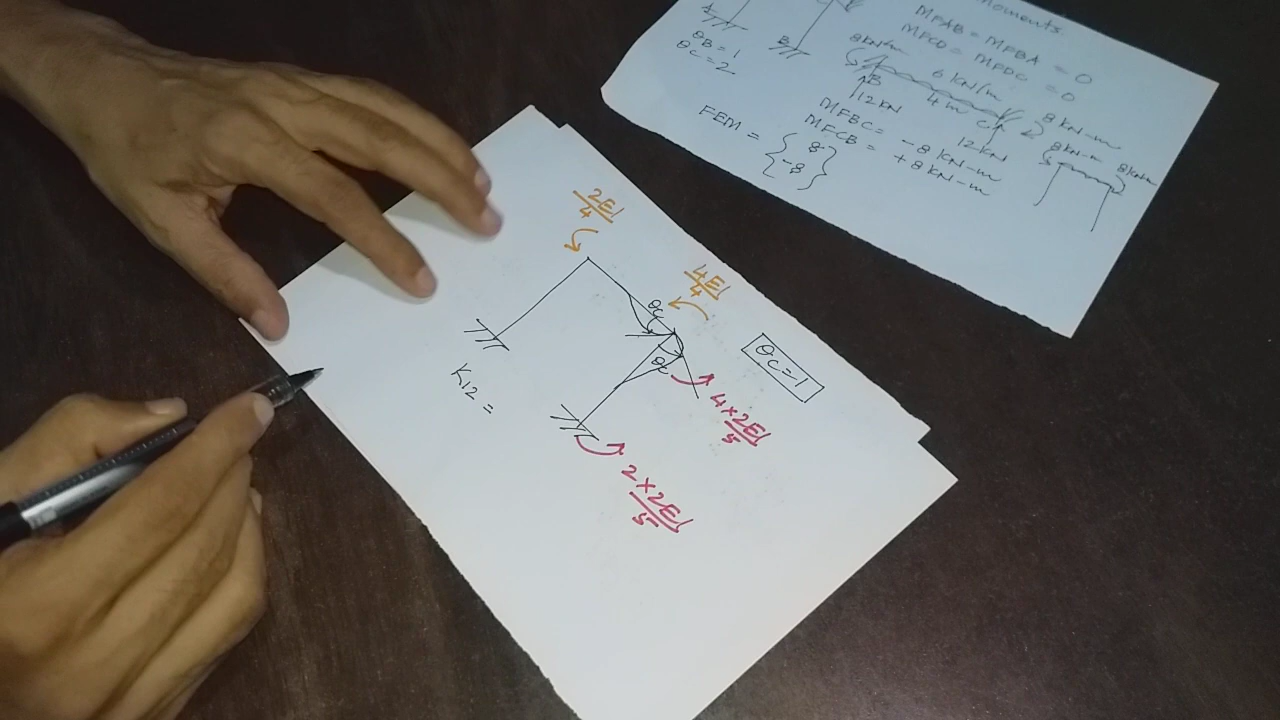 Moments
MFAB = MFBA = 0
MFCD = MFDC = 0
A
B
θB = 1
θC = 2
8kN/m
6 kN/m
8 kN-m
B
4m
C
12KN
12KN
MFBC = -8 kN-m
MFCB = +8 kN-m
FEM = { 8
-8 }
8kN-m
8kNm
2EI
4
4EI
4
θC
θC
θC=1
4×2EI
5
2×2EI
5
K12 =